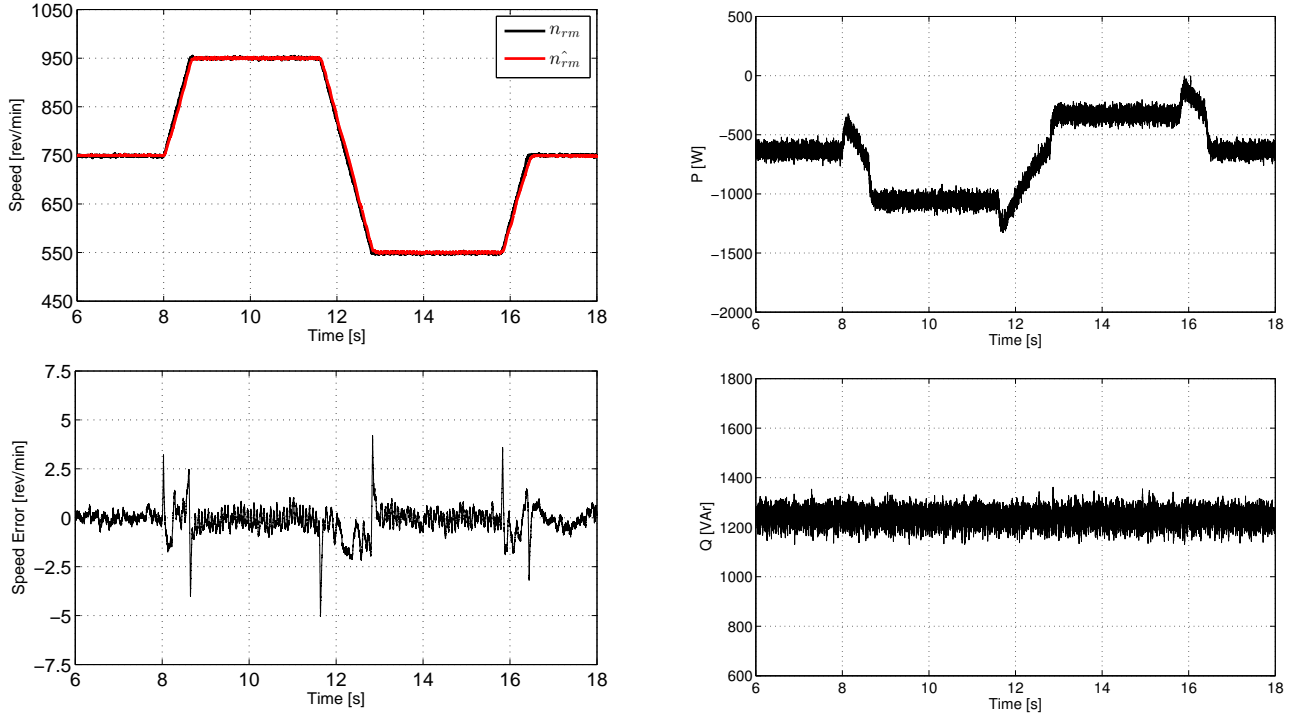 1050
950
850
750
650
550
450
Speed [rev/min]
6 8 10 12 14 16 18
Time [s]
n_{rm}
n̂_{rm}
500
0
−500
−1000
−1500
−2000
P [W]
6 8 10 12 14 16 18
Time [s]
7.5
5
2.5
0
−2.5
−5
−7.5
Speed Error [rev/min]
6 8 10 12 14 16 18
Time [s]
1800
1600
1400
1200
1000
800
600
Q [VAr]
6 8 10 12 14 16 18
Time [s]